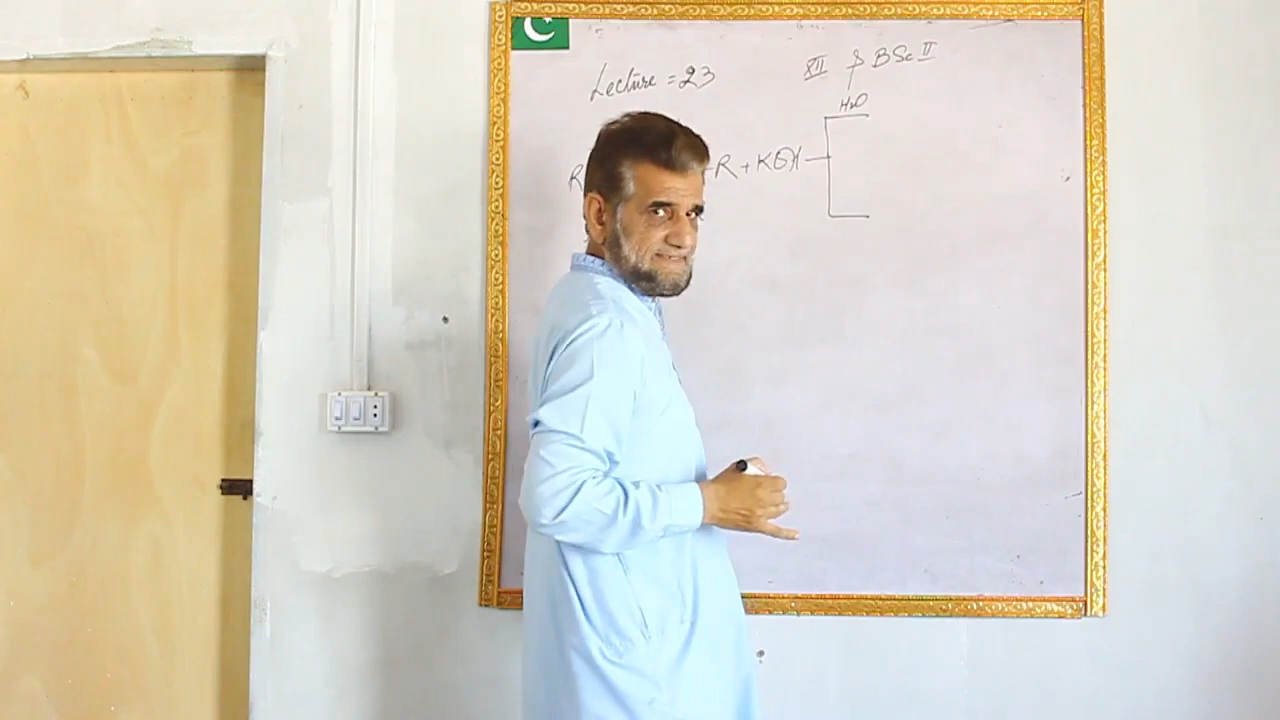 Lecture = 23
XII & BSc II
H2O
R -R + KOH